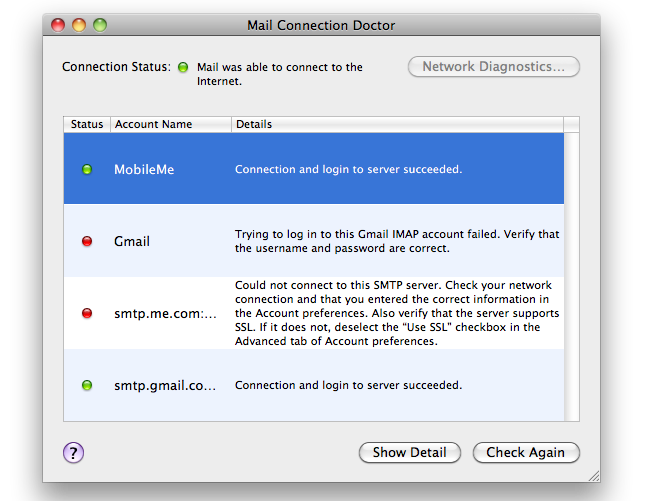 Mail Connection Doctor
Connection Status: Mail was able to connect to the
Internet.
Network Diagnostics...
Status Account Name Details
MobileMe Connection and login to server succeeded.
Gmail Trying to log in to this Gmail IMAP account failed. Verify that
the username and password are correct.
smtp.me.com:... Could not connect to this SMTP server. Check your network
connection and that you entered the correct information in
the Account preferences. Also verify that the server supports
SSL. If it does not, deselect the "Use SSL" checkbox in the
Advanced tab of Account preferences.
smtp.gmail.co... Connection and login to server succeeded.
? Show Detail Check Again